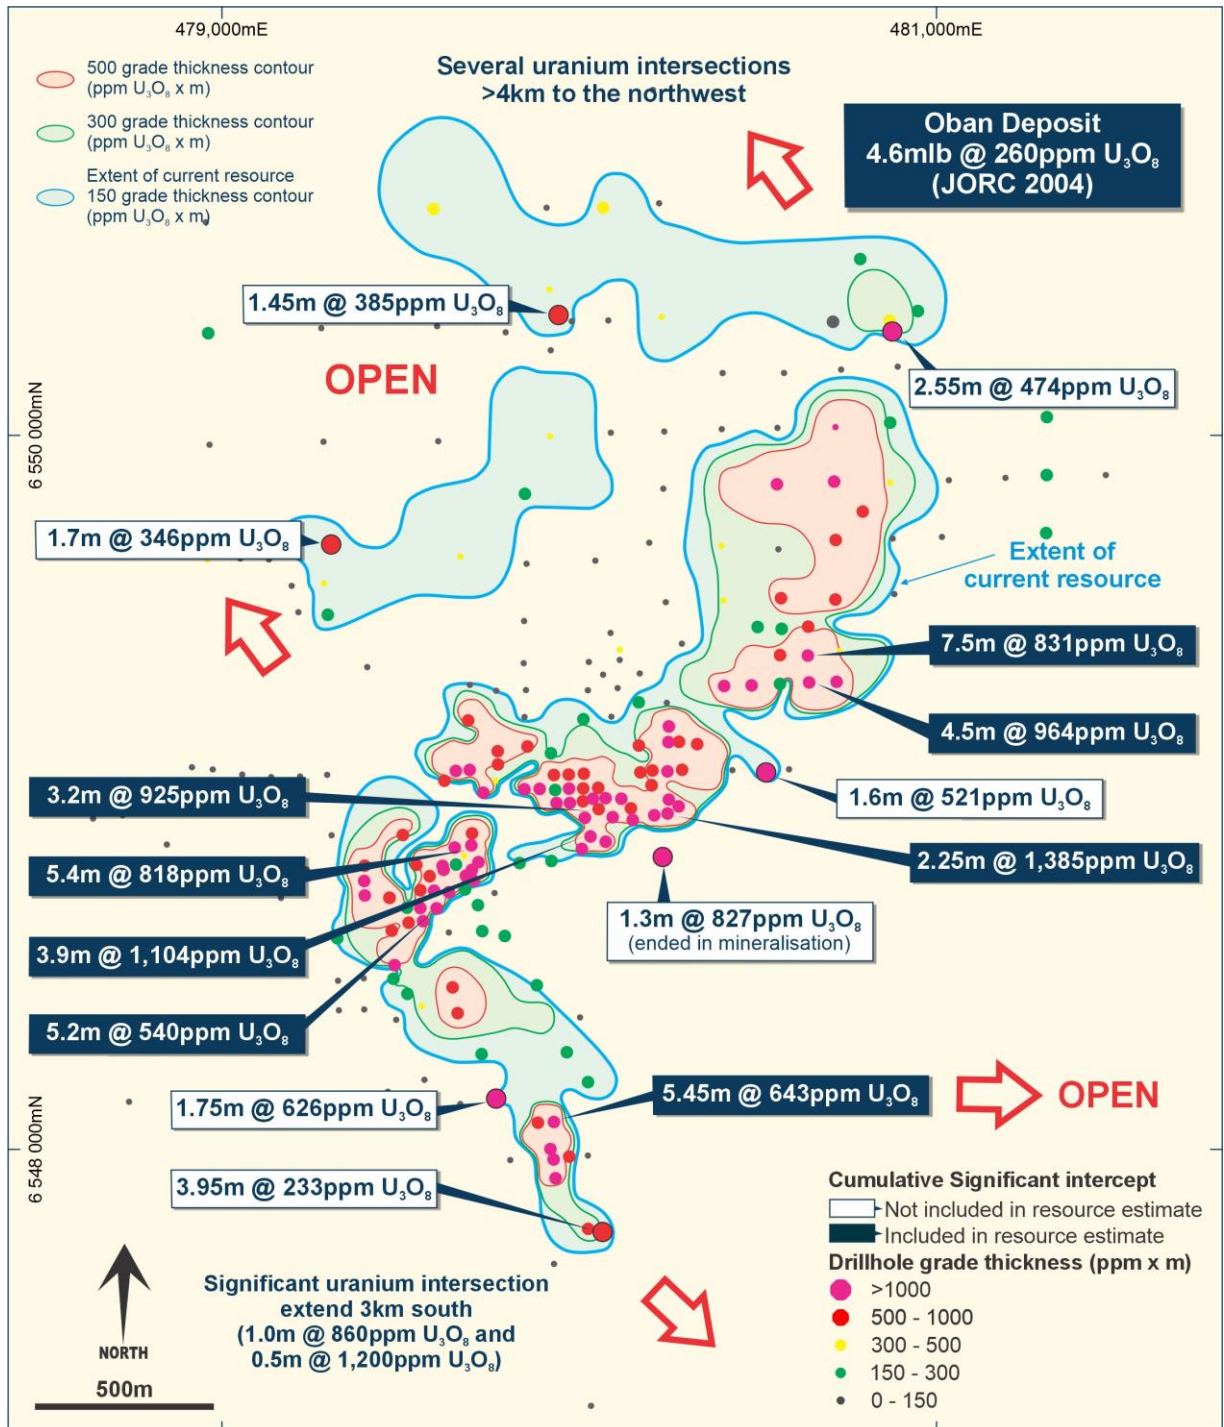 479,000mE
481,000mE
500 grade thickness contour
(ppm U₃O₈ x m)
300 grade thickness contour
(ppm U₃O₈ x m)
Extent of current resource
150 grade thickness contour
(ppm U₃O₈ x m)
Several uranium intersections
>4km to the northwest
Oban Deposit
4.6mlb @ 260ppm U₃O₈
(JORC 2004)
1.45m @ 385ppm U₃O₈
OPEN
2.55m @ 474ppm U₃O₈
6 550 000mN
1.7m @ 346ppm U₃O₈
Extent of
current resource
7.5m @ 831ppm U₃O₈
4.5m @ 964ppm U₃O₈
3.2m @ 925ppm U₃O₈
1.6m @ 521ppm U₃O₈
5.4m @ 818ppm U₃O₈
2.25m @ 1,385ppm U₃O₈
1.3m @ 827ppm U₃O₈
(ended in mineralisation)
3.9m @ 1,104ppm U₃O₈
5.2m @ 540ppm U₃O₈
1.75m @ 626ppm U₃O₈
5.45m @ 643ppm U₃O₈
OPEN
6 548 000mN
3.95m @ 233ppm U₃O₈
Cumulative Significant intercept
Not included in resource estimate
Included in resource estimate
Drillhole grade thickness (ppm x m)
>1000
500 - 1000
300 - 500
150 - 300
0 - 150
Significant uranium intersection
extend 3km south
(1.0m @ 860ppm U₃O₈ and
0.5m @ 1,200ppm U₃O₈)
NORTH
500m